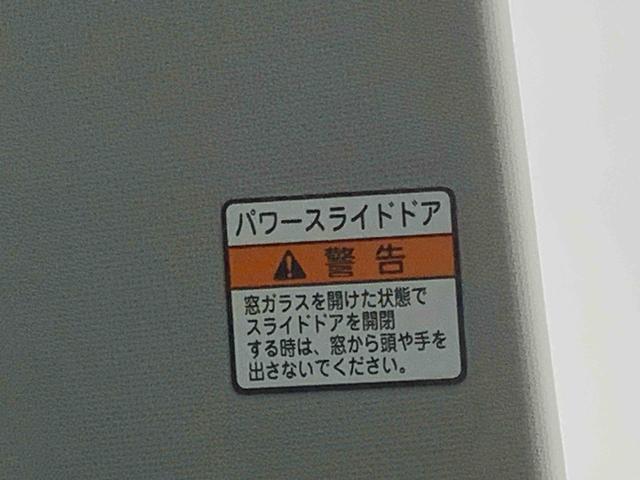 パワースライドドア
警告
窓ガラスを開けた状態で
スライドドアを開閉
する時は、窓から頭や手を
出さないでください。